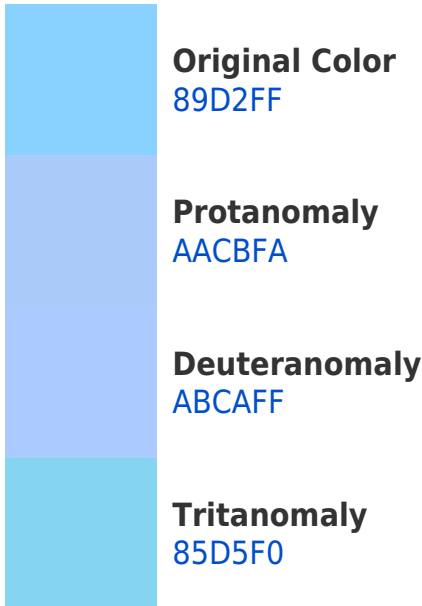 Original Color
89D2FF
Protanomaly
AACBFA
Deuteranomaly
ABCAFF
Tritanomaly
85D5F0